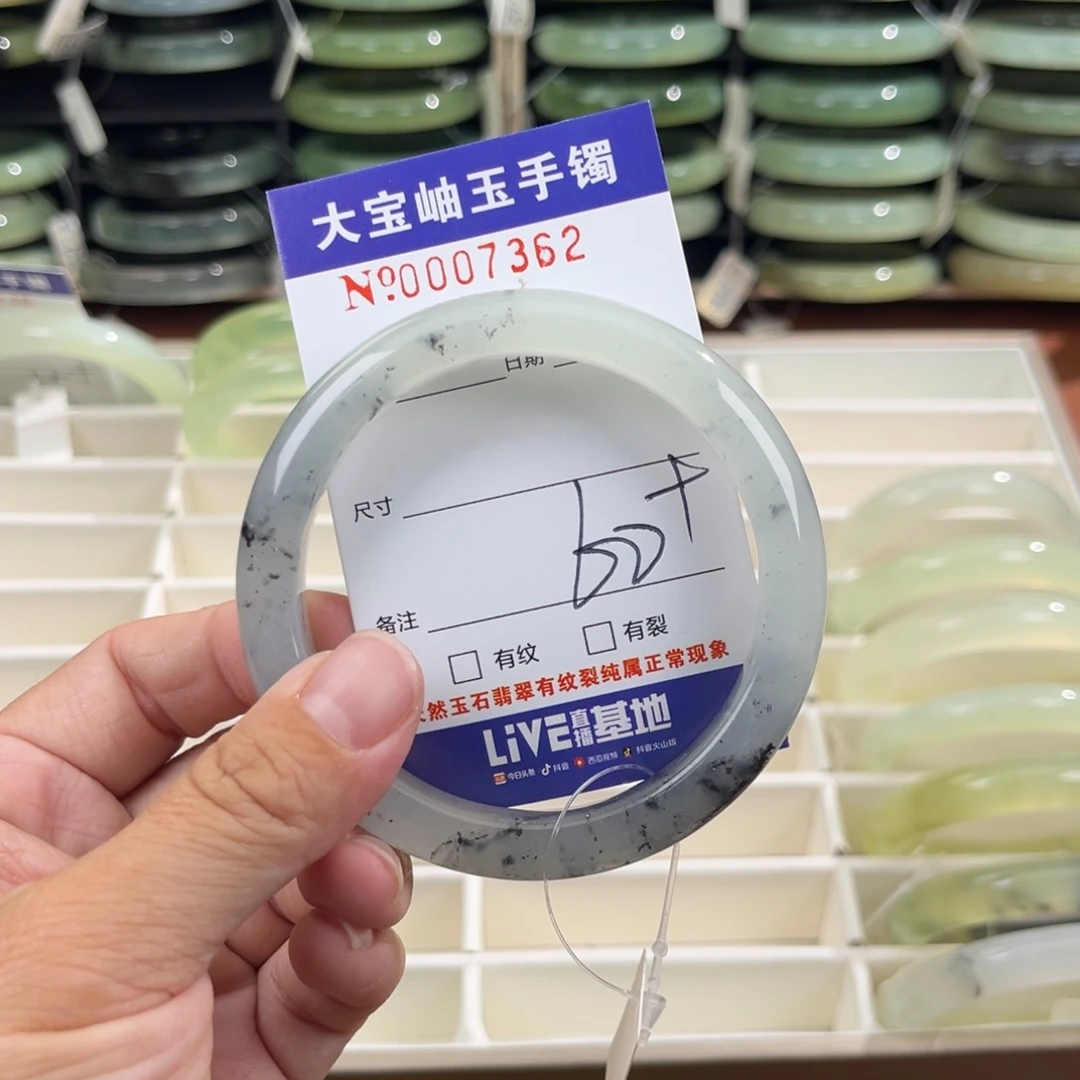 大宝岫玉手镯
Nº:0007362
日期
尺寸
60+
备注
有纹 有裂
然玉石翡翠有纹裂纯属正常现象
LiVE直播基地
今日头条 抖音 西瓜视频 抖音火山版